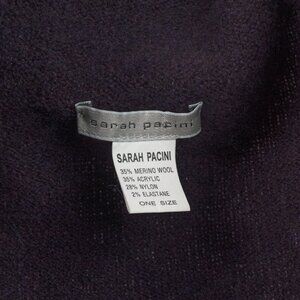 sarah pacini
SARAH PACINI
35% MERINO WOOL
35% ACRYLIC
28% NYLON
2% ELASTANE
ONE SIZE